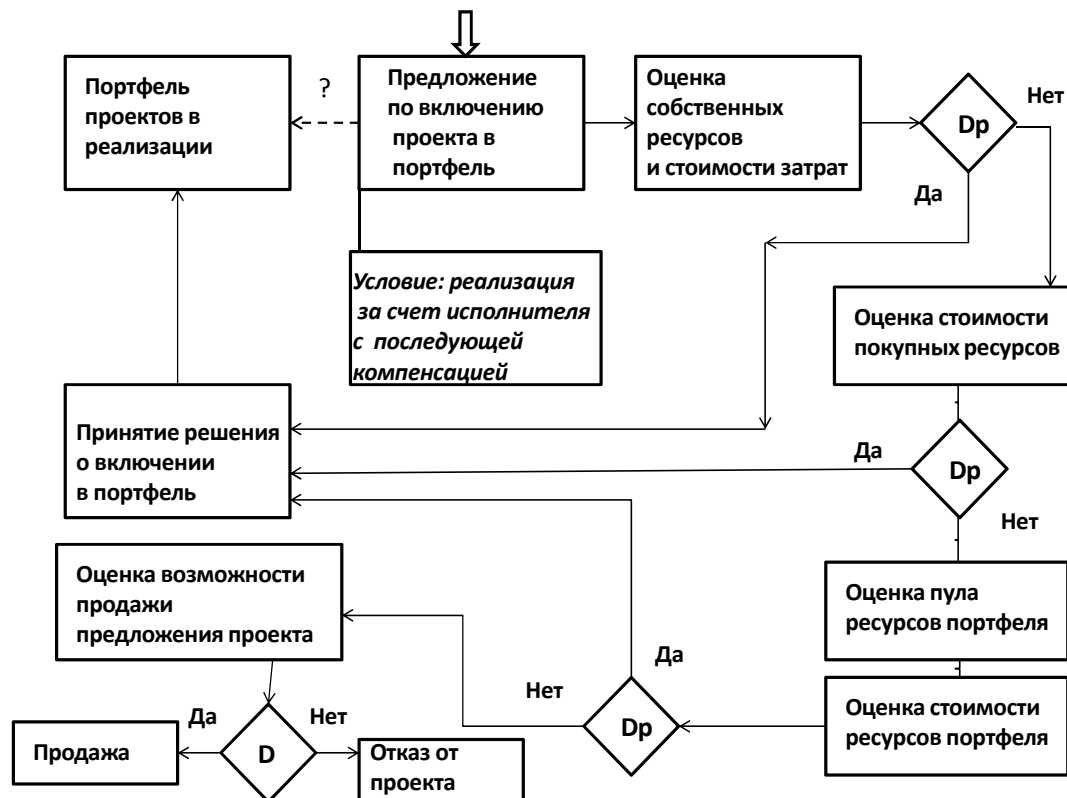 Портфель
проектов в
реализации
?
Предложение
по включению
проекта в
портфель
Оценка
собственных
ресурсов
и стоимости затрат
Dp
Нет
Да
Условие: реализация
за счет исполнителя
с последующей
компенсацией
Оценка стоимости
покупных ресурсов
Принятие решения
о включении
в портфель
Да
Dp
Нет
Оценка возможности
продажи
предложения проекта
Оценка пула
ресурсов портфеля
Да
Нет
Dp
Оценка стоимости
ресурсов портфеля
Да
Нет
D
Продажа
Отказ от
проекта